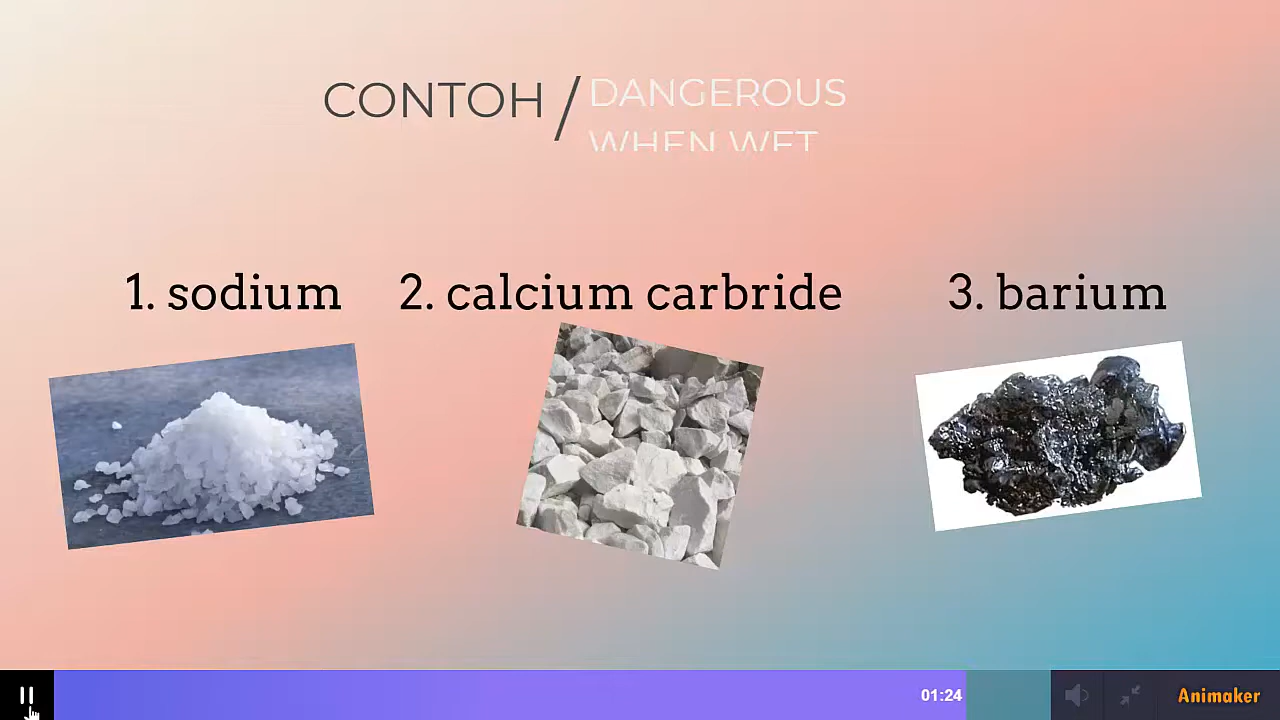 CONTOH / DANGEROUS
WHEN WET
1. sodium 2. calcium carbride 3. barium
01:24
Animaker